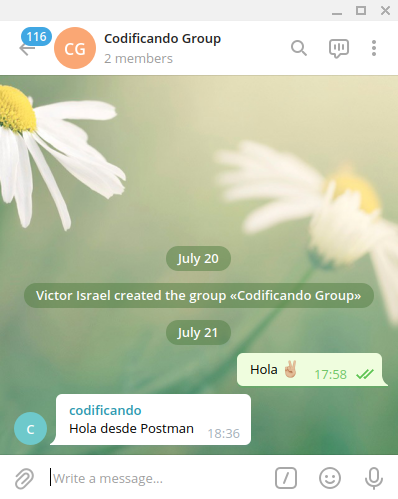 116
CG
Codificando Group
2 members
July 20
Victor Israel created the group «Codificando Group»
July 21
Hola ✌🏼 17:58
C
codificando
Hola desde Postman 18:36
Write a message...